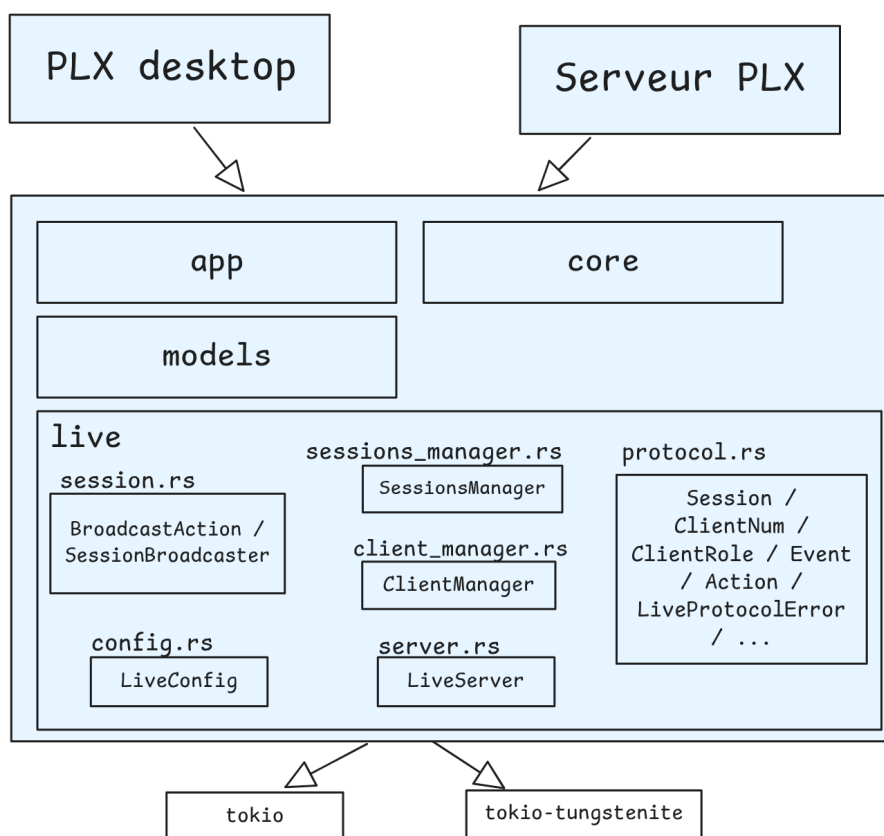 PLX desktop
Serveur PLX
app
core
models
live
session.rs
BroadcastAction /
SessionBroadcaster
sessions_manager.rs
SessionsManager
client_manager.rs
ClientManager
protocol.rs
Session /
ClientNum /
ClientRole / Event
/ Action /
LiveProtocolError
/ ...
config.rs
LiveConfig
server.rs
LiveServer
tokio
tokio-tungstenite